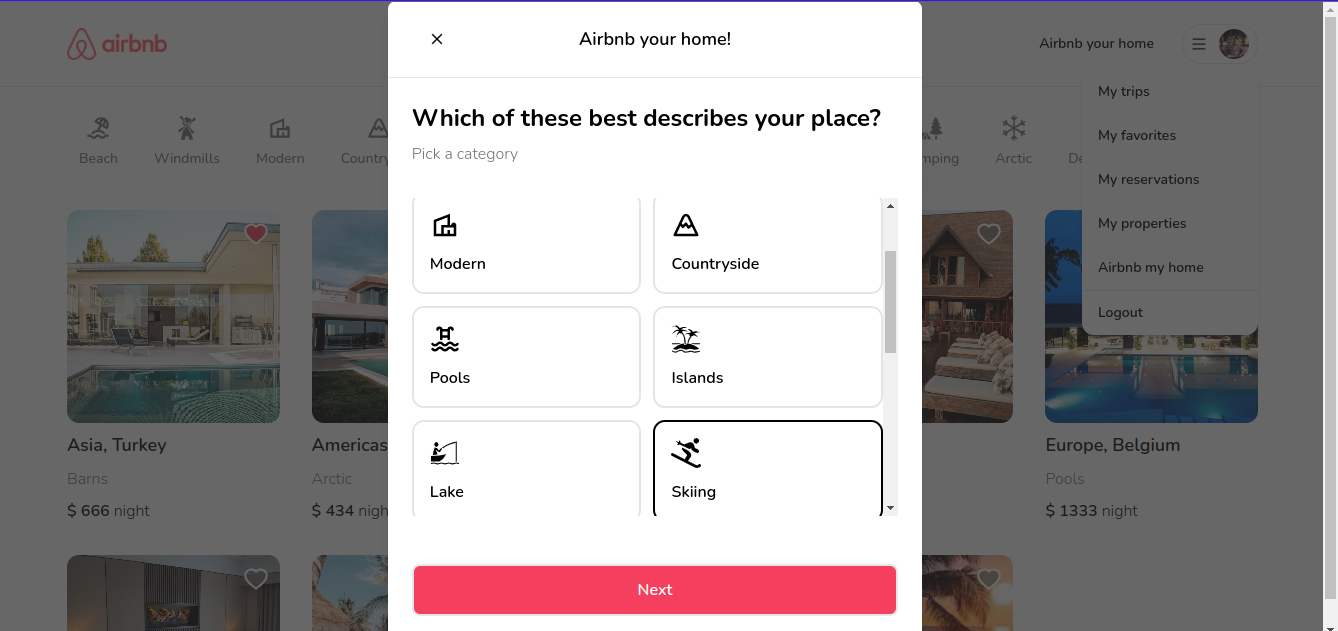 Airbnb your home!
airbnb
Airbnb your home
My trips
My favorites
My reservations
My properties
Airbnb my home
Logout
Which of these best describes your place?
Pick a category
Beach
Windmills
Modern
Countr
mping
Arctic
De
Modern
Countryside
Pools
Islands
Lake
Skiing
Next
Asia, Turkey
Barns
$ 666 night
Americas
Arctic
$ 434 nigh
Europe, Belgium
Pools
$ 1333 night